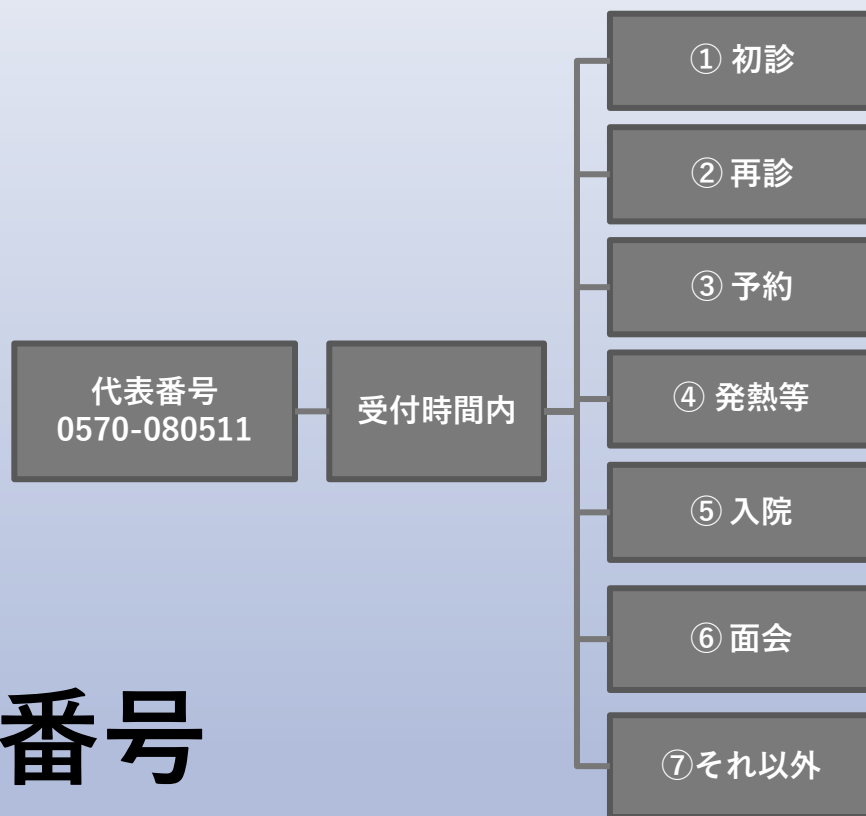 ① 初診
② 再診
③ 予約
代表番号
0570-080511
受付時間内
④ 発熱等
⑤ 入院
⑥ 面会
番号
⑦それ以外